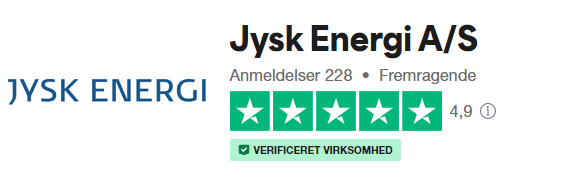 Jysk Energi A/S
JYSK ENERGI
Anmeldelser 228 • Fremragende
4,9
VERIFICERET VIRKSOMHED